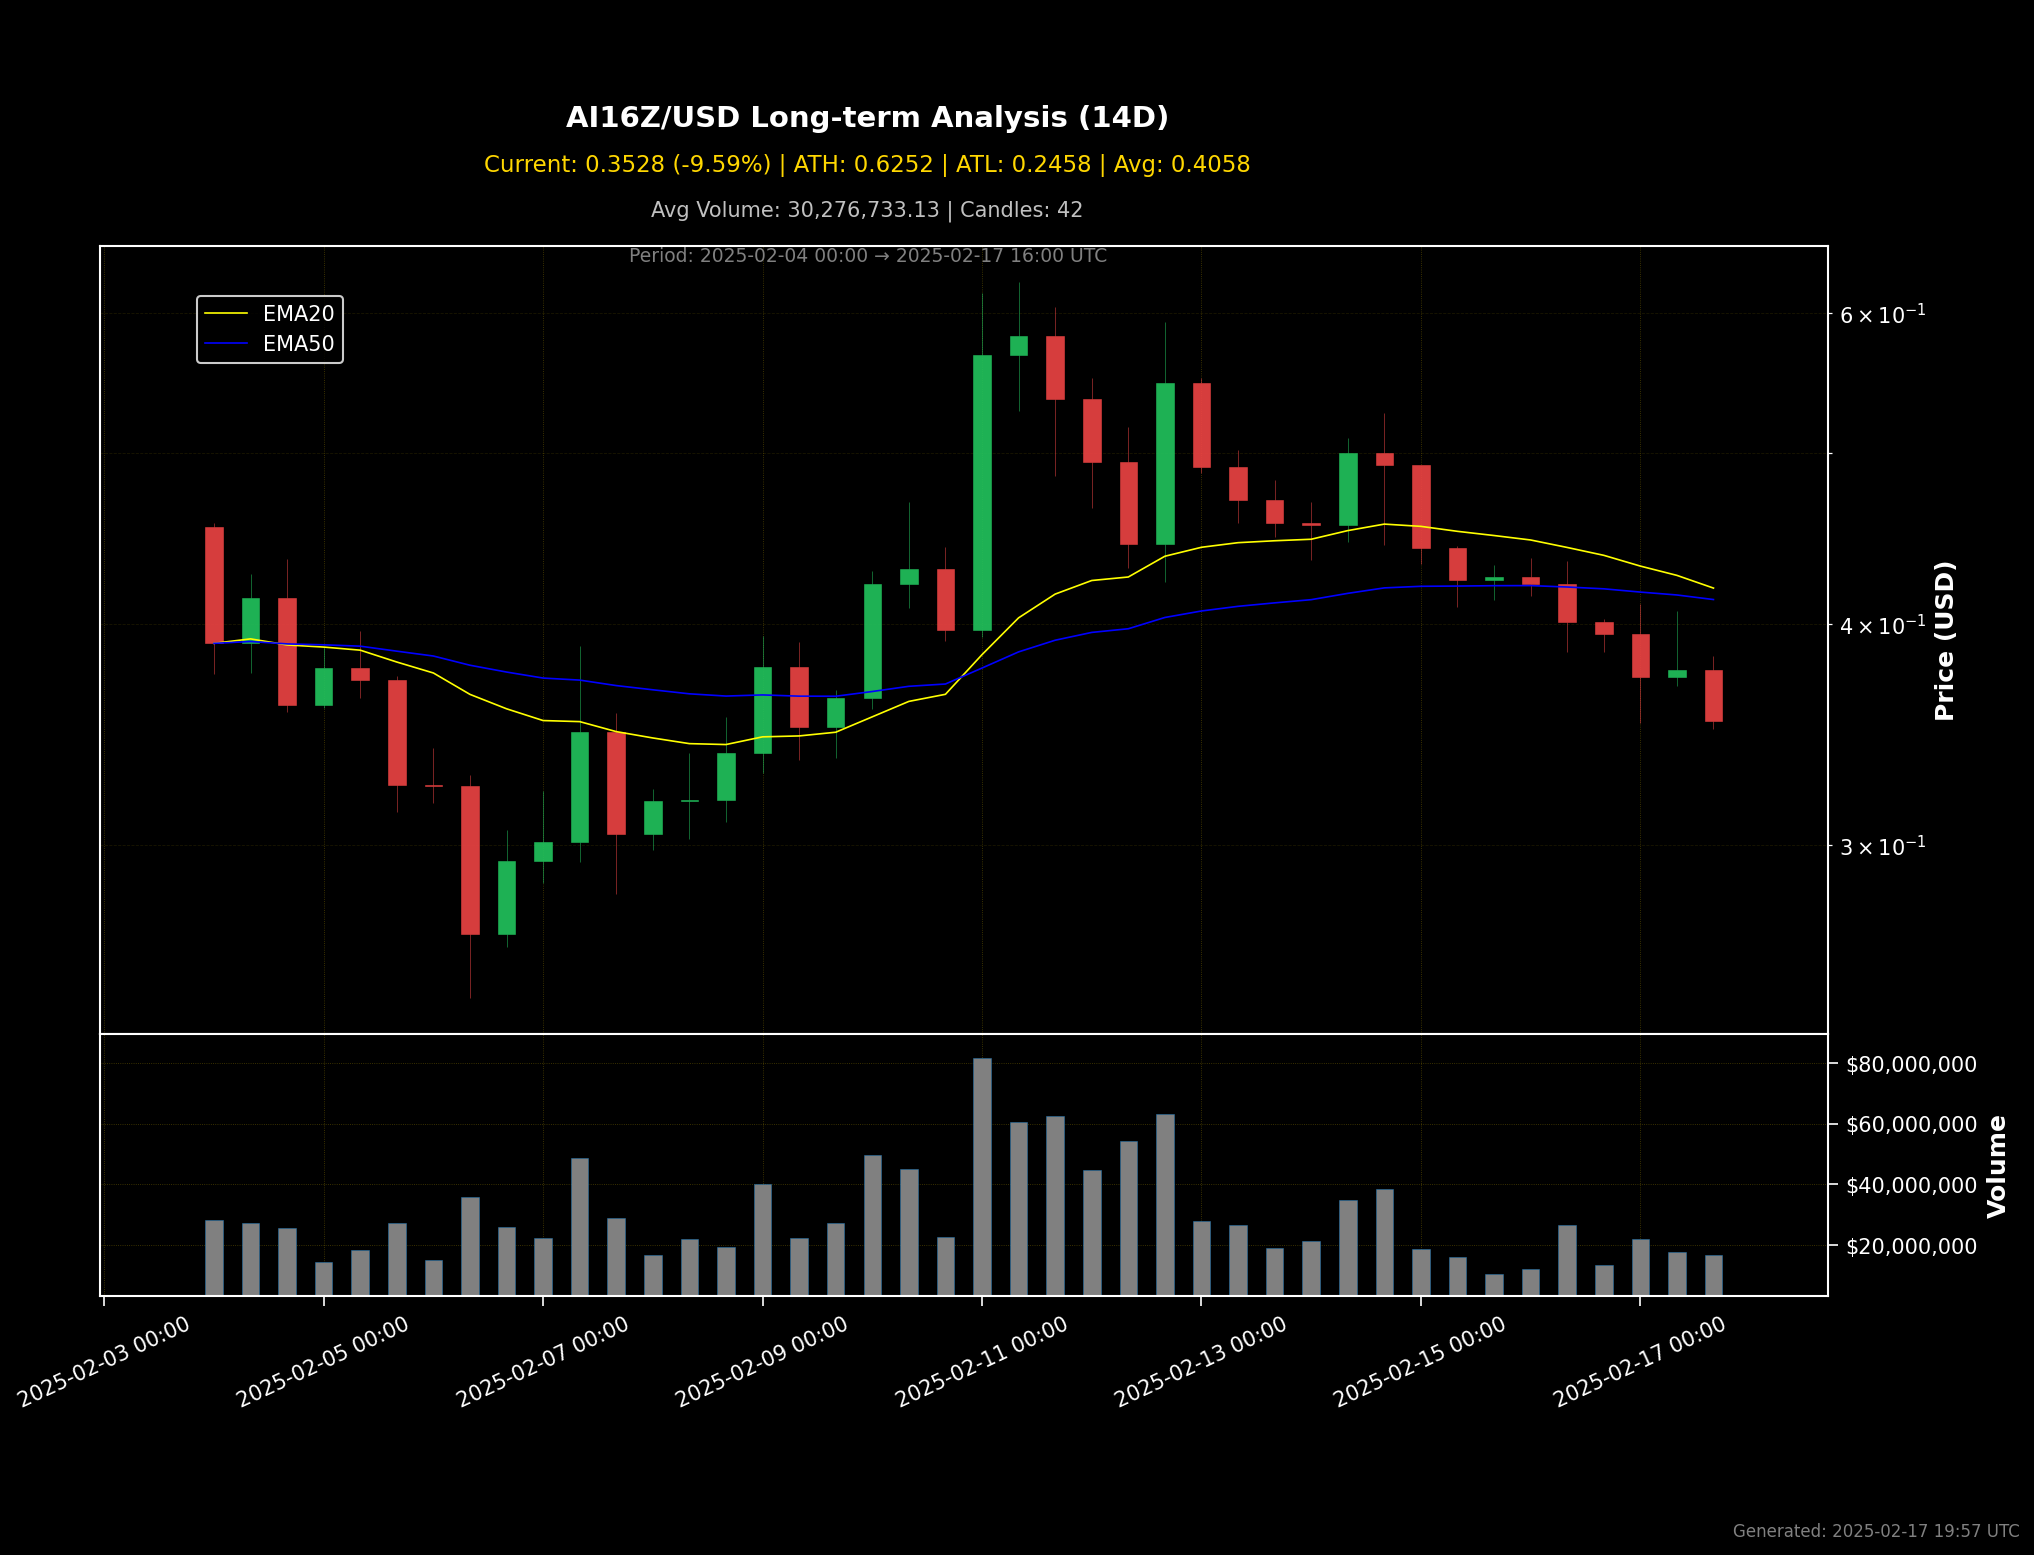 AI16Z/USD Long-term Analysis (14D)
Current: 0.3528 (-9.59%) | ATH: 0.6252 | ATL: 0.2458 | Avg: 0.4058
Avg Volume: 30,276,733.13 | Candles: 42
Period: 2025-02-04 00:00 → 2025-02-17 16:00 UTC
EMA20
EMA50
6 × 10⁻¹
4 × 10⁻¹
3 × 10⁻¹
Price (USD)
$80,000,000
$60,000,000
$40,000,000
$20,000,000
Volume
2025-02-03 00:00
2025-02-05 00:00
2025-02-07 00:00
2025-02-09 00:00
2025-02-11 00:00
2025-02-13 00:00
2025-02-15 00:00
2025-02-17 00:00
Generated: 2025-02-17 19:57 UTC